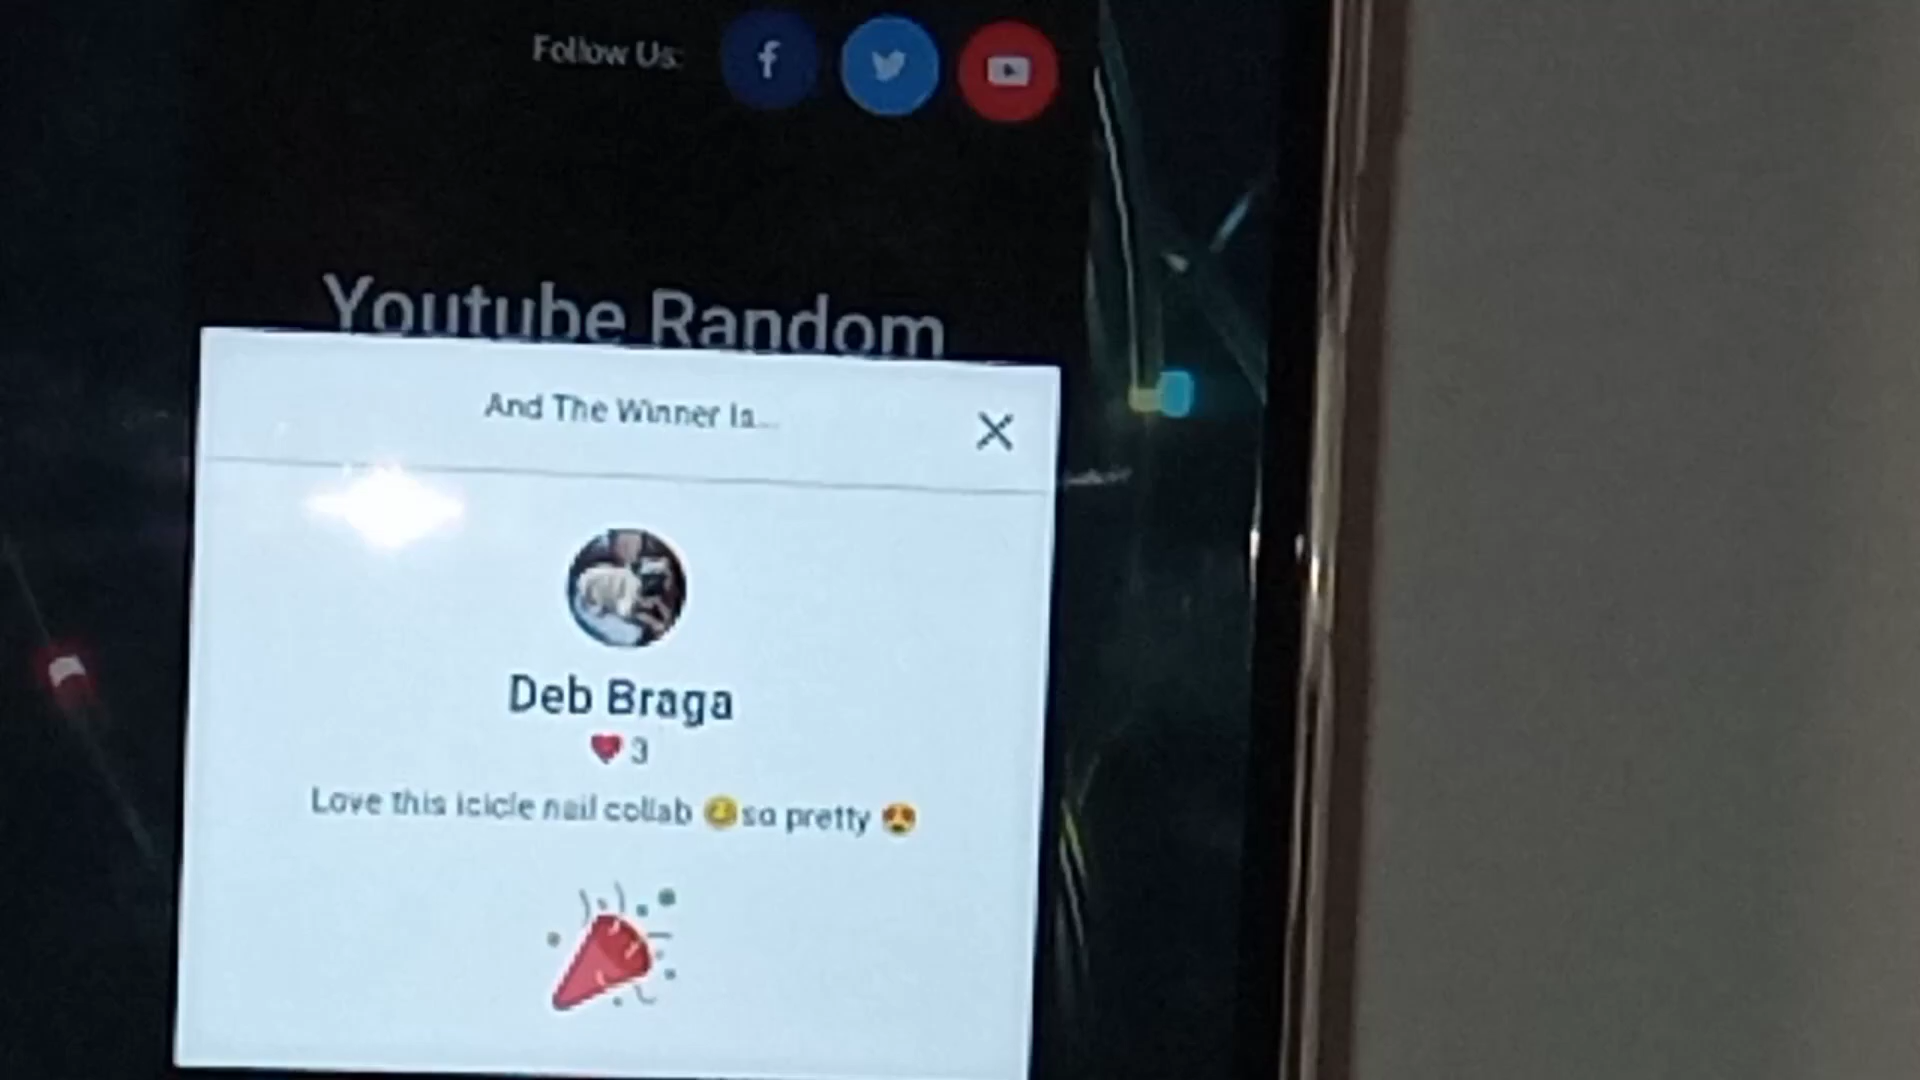 Follow Us:
Youtube Random
And The Winner Is...
Deb Braga
❤ 3
Love this icicle nail collab 😊so pretty 😍